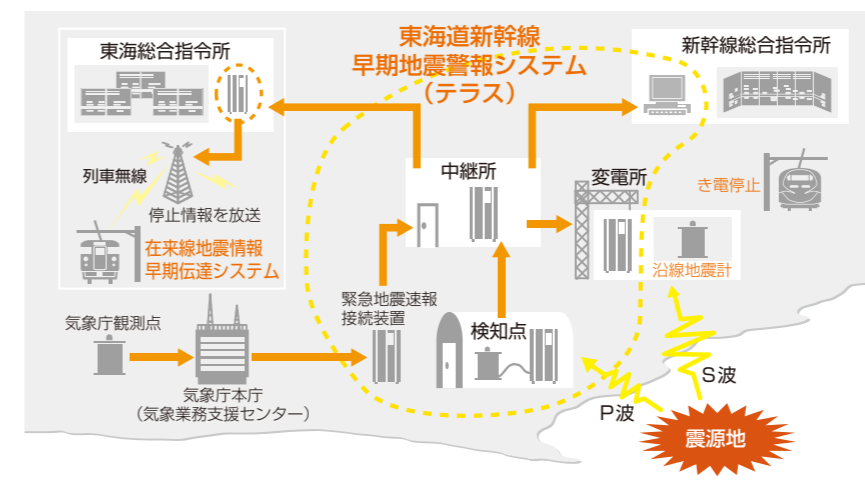 東海道新幹線
早期地震警報システム
（テラス）
東海総合指令所
新幹線総合指令所
列車無線
停止情報を放送
在来線地震情報
早期伝達システム
中継所
変電所
き電停止
沿線地震計
気象庁観測点
気象庁本庁
（気象業務支援センター）
緊急地震速報
接続装置
検知点
S波
P波
震源地